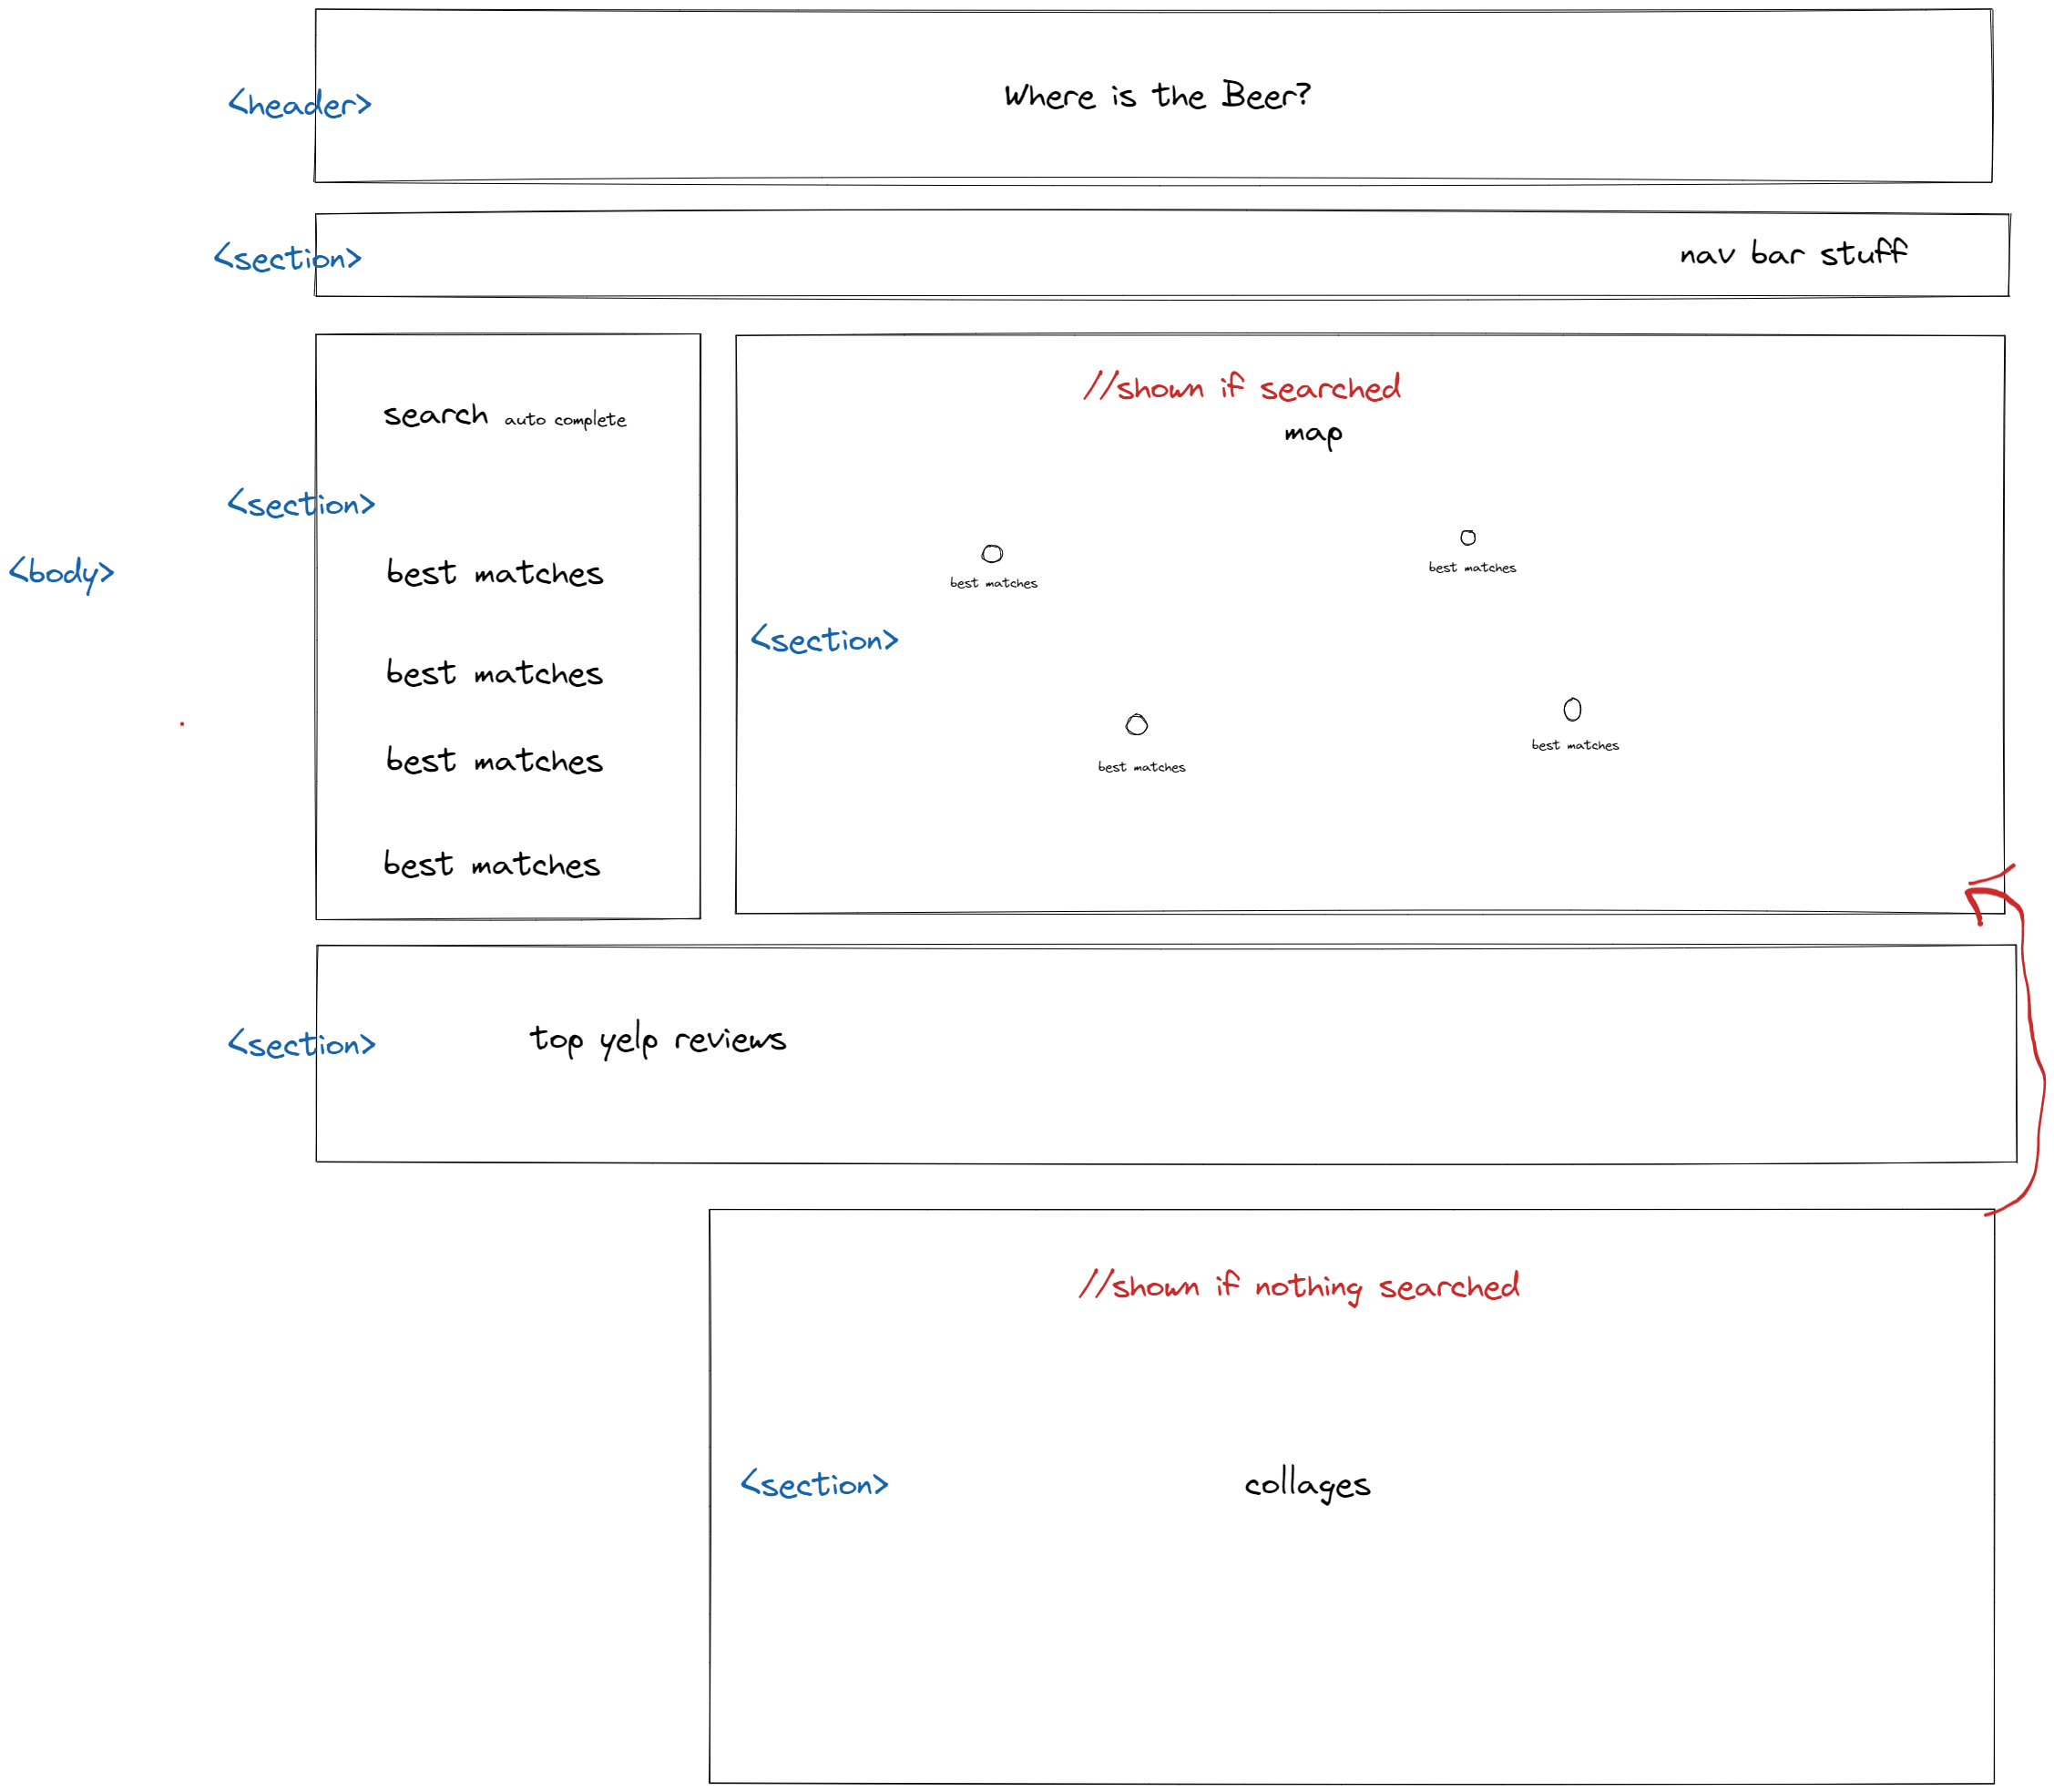 <header>
Where is the Beer?
<section>
nav bar stuff
<body>
<section>
search auto complete
best matches
best matches
best matches
best matches
//shown if searched
map
best matches
best matches
<section>
best matches
best matches
<section>
top yelp reviews
//shown if nothing searched
<section>
collages